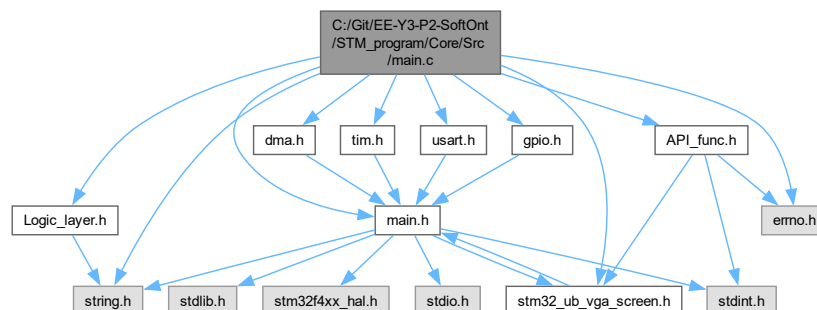 C:/Git/EE-Y3-P2-SoftOnt
/STM_program/Core/Src
/main.c
dma.h
tim.h
usart.h
gpio.h
API_func.h
Logic_layer.h
main.h
errno.h
string.h
stdlib.h
stm32f4xx_hal.h
stdio.h
stm32_ub_vga_screen.h
stdint.h